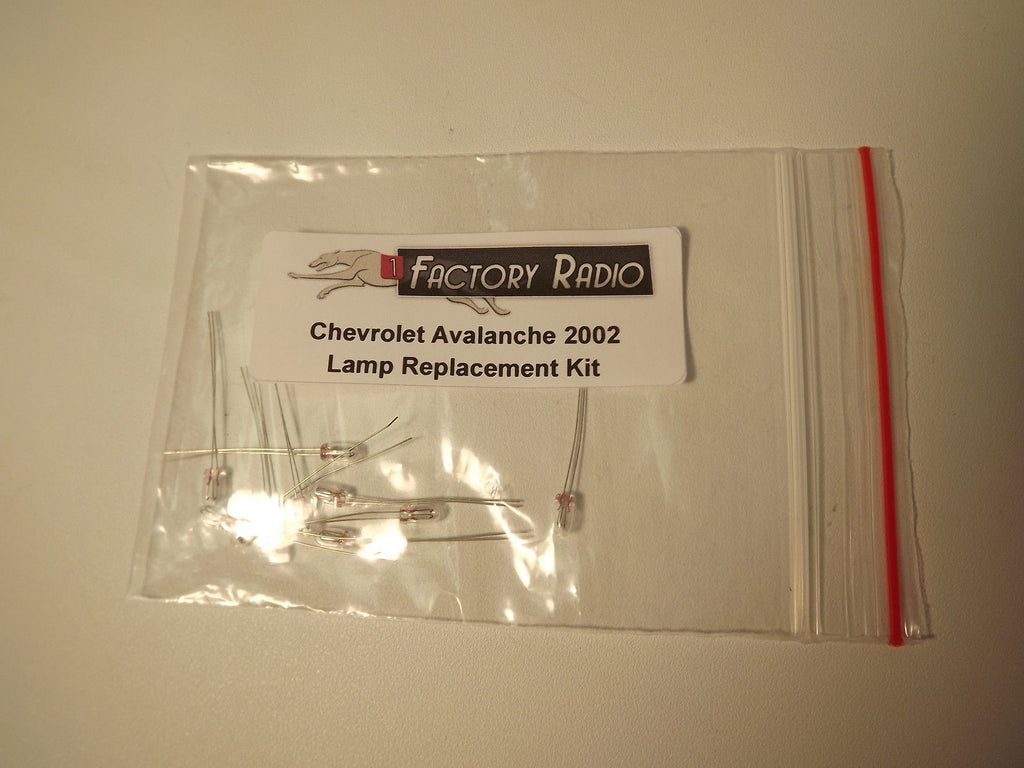 1 FACTORY RADIO
Chevrolet Avalanche 2002
Lamp Replacement Kit